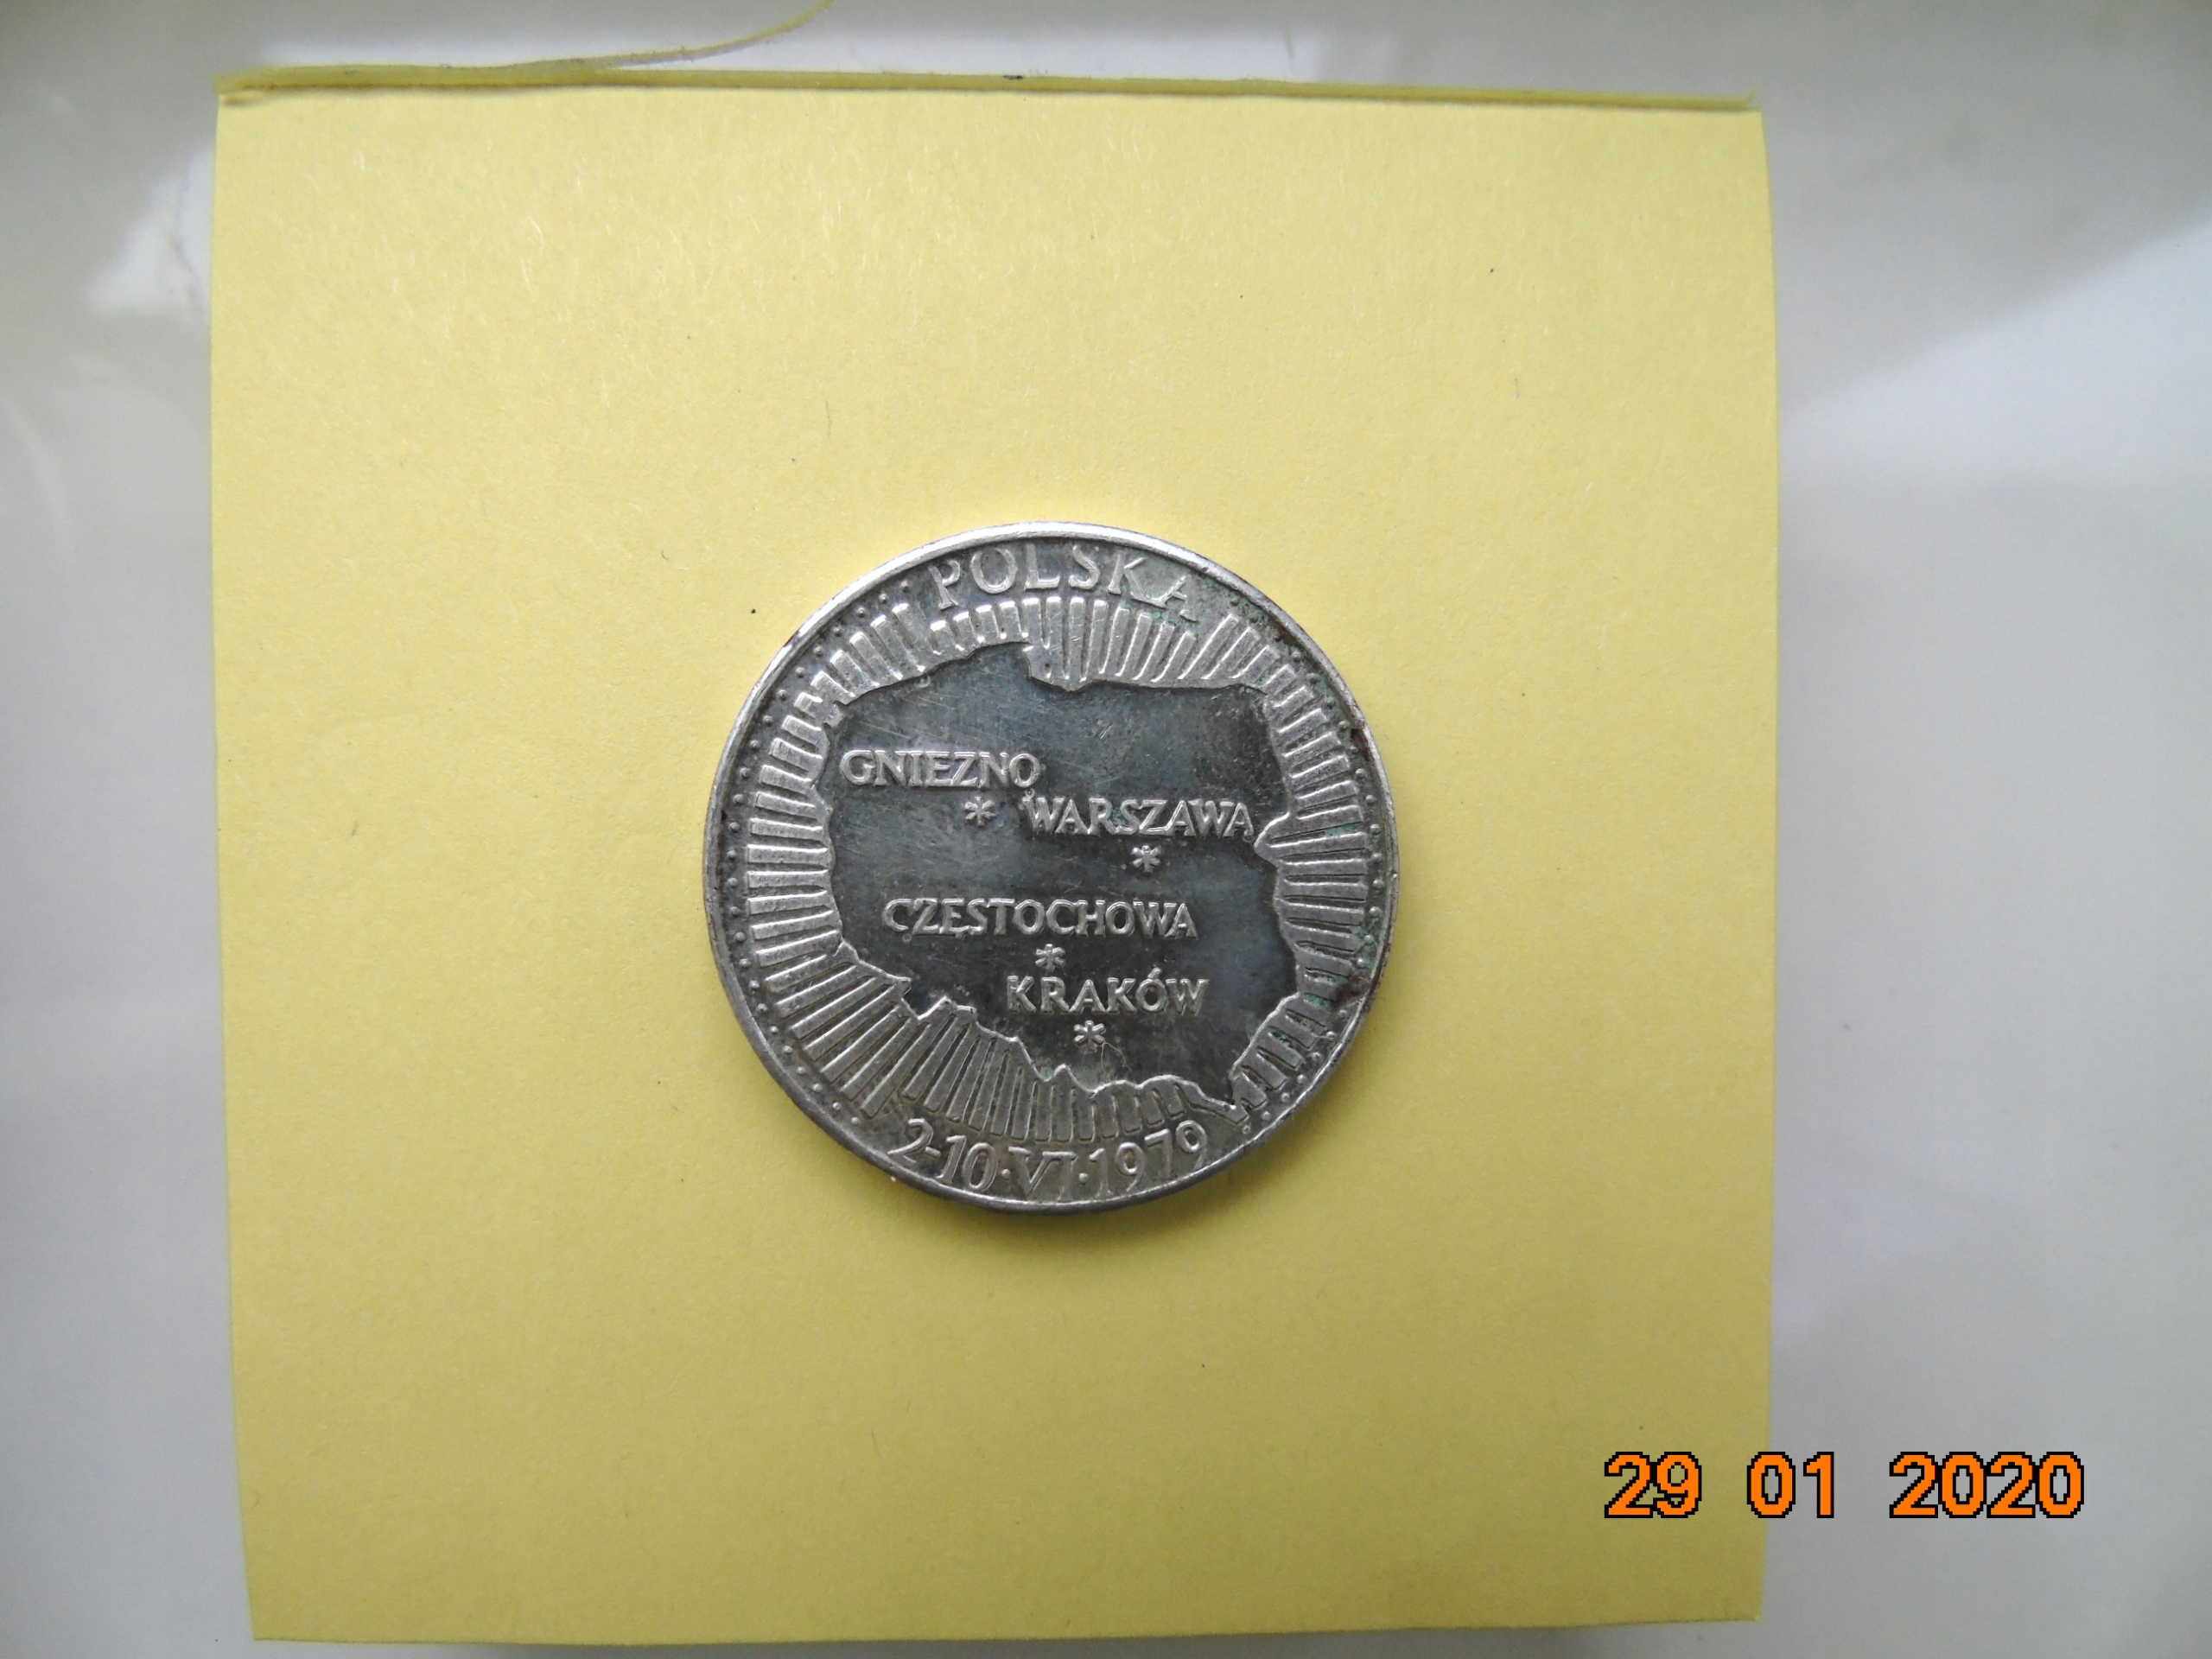 POLSKA
GNIEZNO
WARSZAWA
CZĘSTOCHOWA
KRAKÓW
2-10·VI·1979
29 01 2020